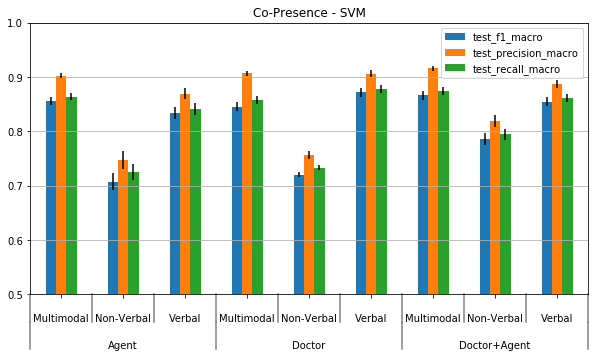 Co-Presence - SVM
1.0
0.9
0.8
0.7
0.6
0.5
test_f1_macro
test_precision_macro
test_recall_macro
Multimodal Non-Verbal Verbal Multimodal Non-Verbal Verbal Multimodal Non-Verbal Verbal
Agent Doctor Doctor+Agent